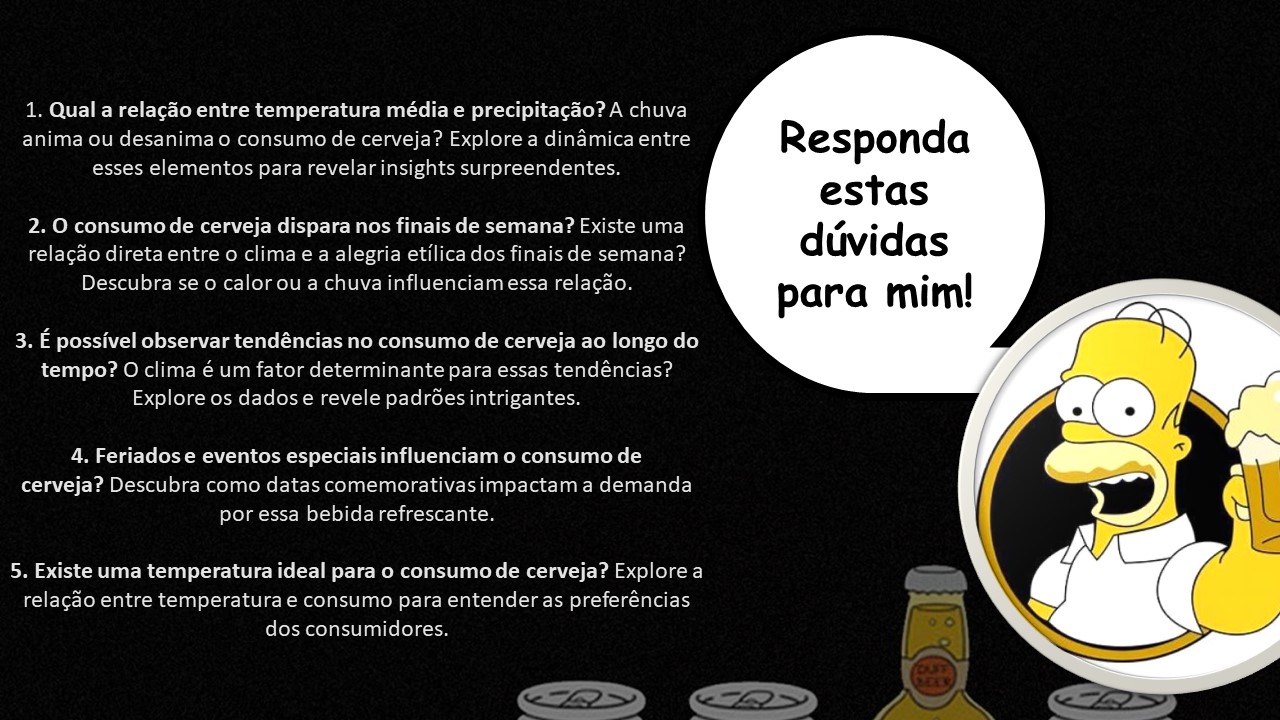 1. Qual a relação entre temperatura média e precipitação? A chuva
anima ou desanima o consumo de cerveja? Explore a dinâmica entre
esses elementos para revelar insights surpreendentes.
2. O consumo de cerveja dispara nos finais de semana? Existe uma
relação direta entre o clima e a alegria etílica dos finais de semana?
Descubra se o calor ou a chuva influenciam essa relação.
3. É possível observar tendências no consumo de cerveja ao longo do
tempo? O clima é um fator determinante para essas tendências?
Explore os dados e revele padrões intrigantes.
4. Feriados e eventos especiais influenciam o consumo de
cerveja? Descubra como datas comemorativas impactam a demanda
por essa bebida refrescante.
5. Existe uma temperatura ideal para o consumo de cerveja? Explore a
relação entre temperatura e consumo para entender as preferências
dos consumidores.
Responda
estas
dúvidas
para mim!
DUFF
BEER